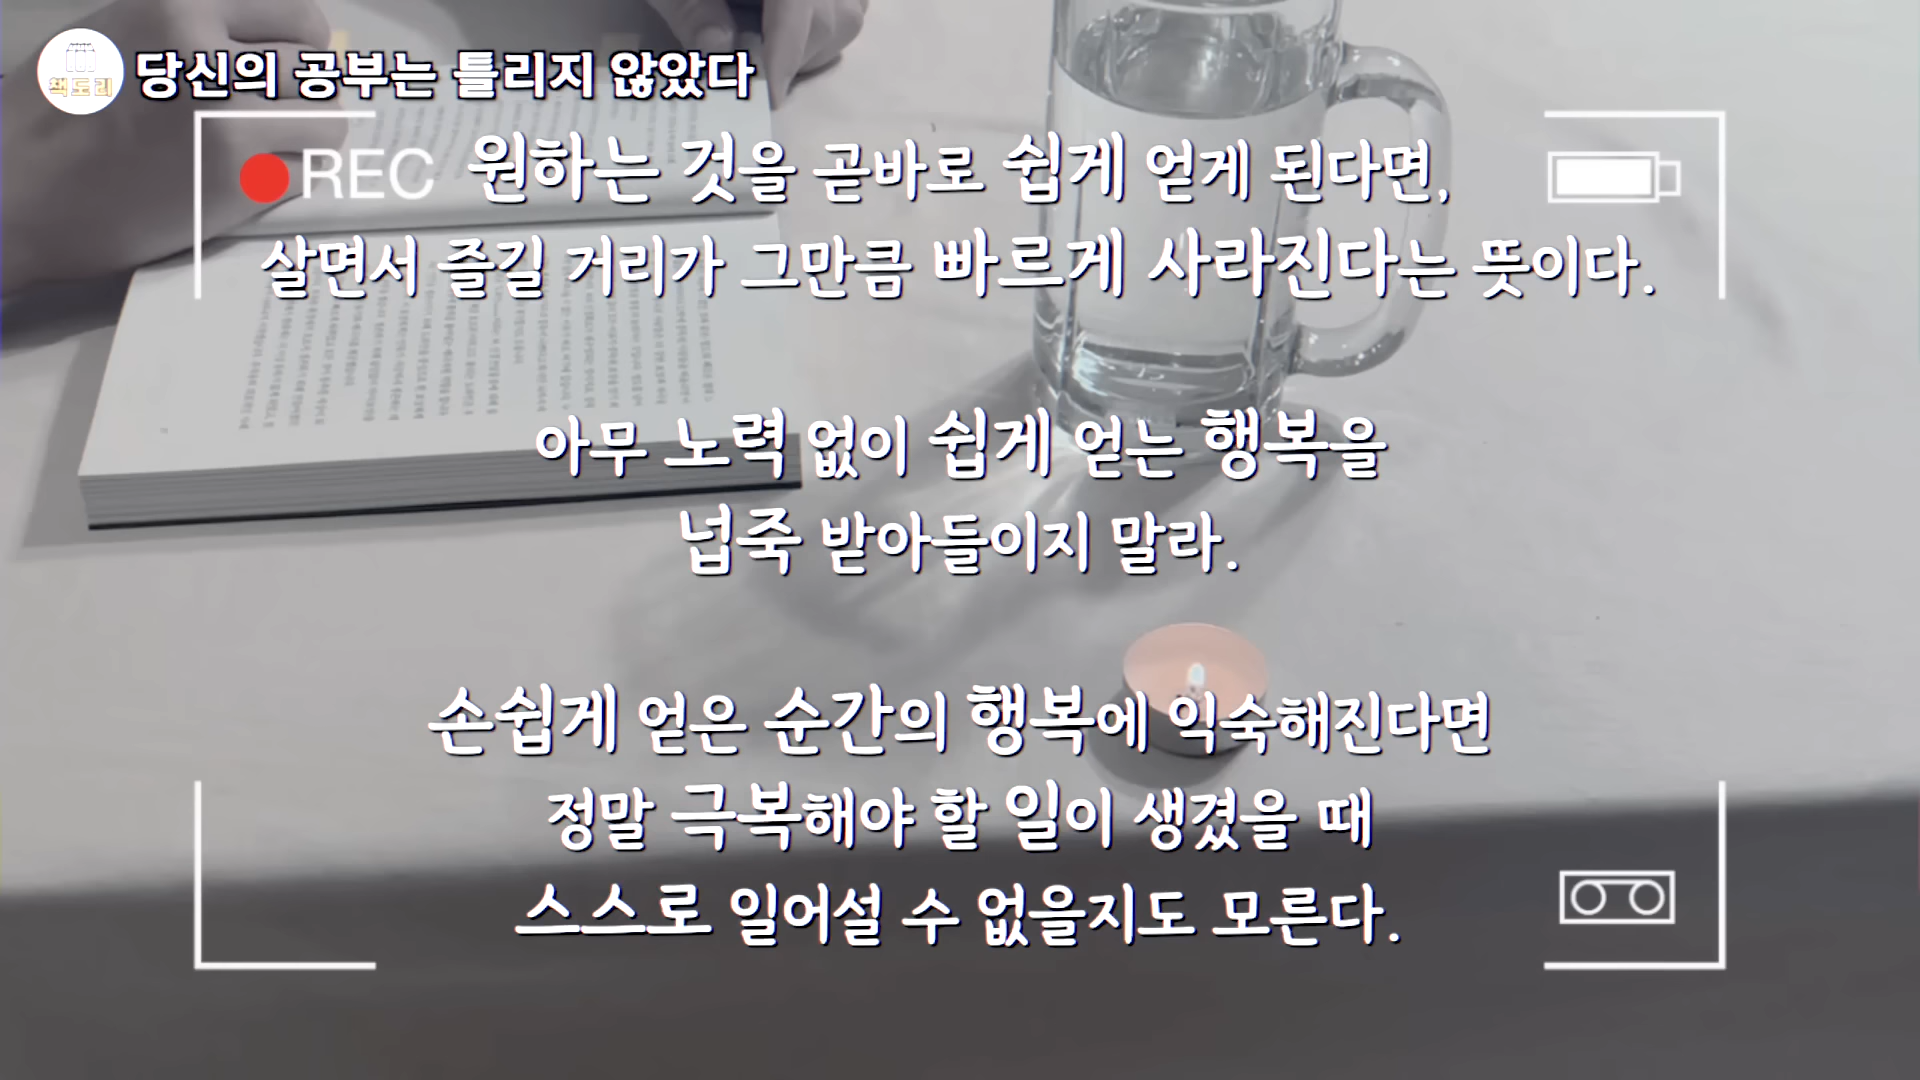 책도리
당신의 공부는 틀리지 않았다
REC
원하는 것을 곧바로 쉽게 얻게 된다면,
살면서 즐길 거리가 그만큼 빠르게 사라진다는 뜻이다.
아무 노력 없이 쉽게 얻는 행복을
넙죽 받아들이지 말라.
손쉽게 얻은 순간의 행복에 익숙해진다면
정말 극복해야 할 일이 생겼을 때
스스로 일어설 수 없을지도 모른다.